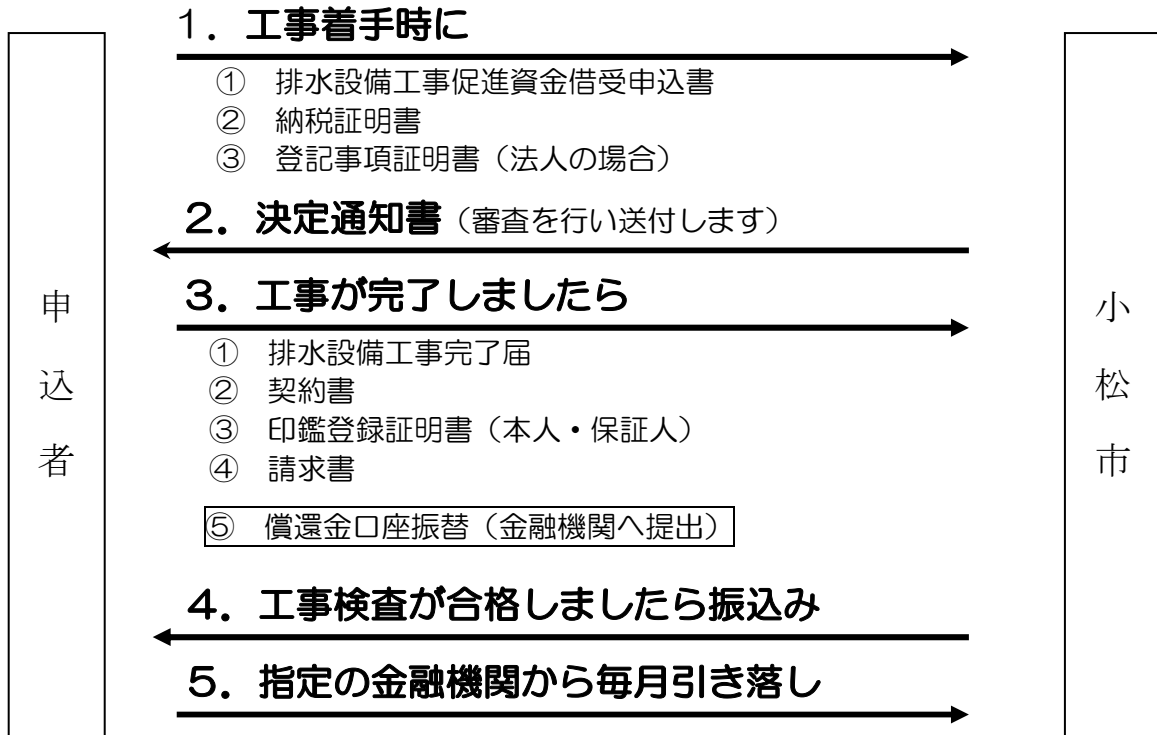 1．工事着手時に
① 排水設備工事促進資金借受申込書
② 納税証明書
③ 登記事項証明書（法人の場合）
2．決定通知書（審査を行い送付します）
3．工事が完了しましたら
① 排水設備工事完了届
② 契約書
③ 印鑑登録証明書（本人・保証人）
④ 請求書
⑤ 償還金口座振替（金融機関へ提出）
4．工事検査が合格しましたら振込み
5．指定の金融機関から毎月引き落し
申込者
小松市